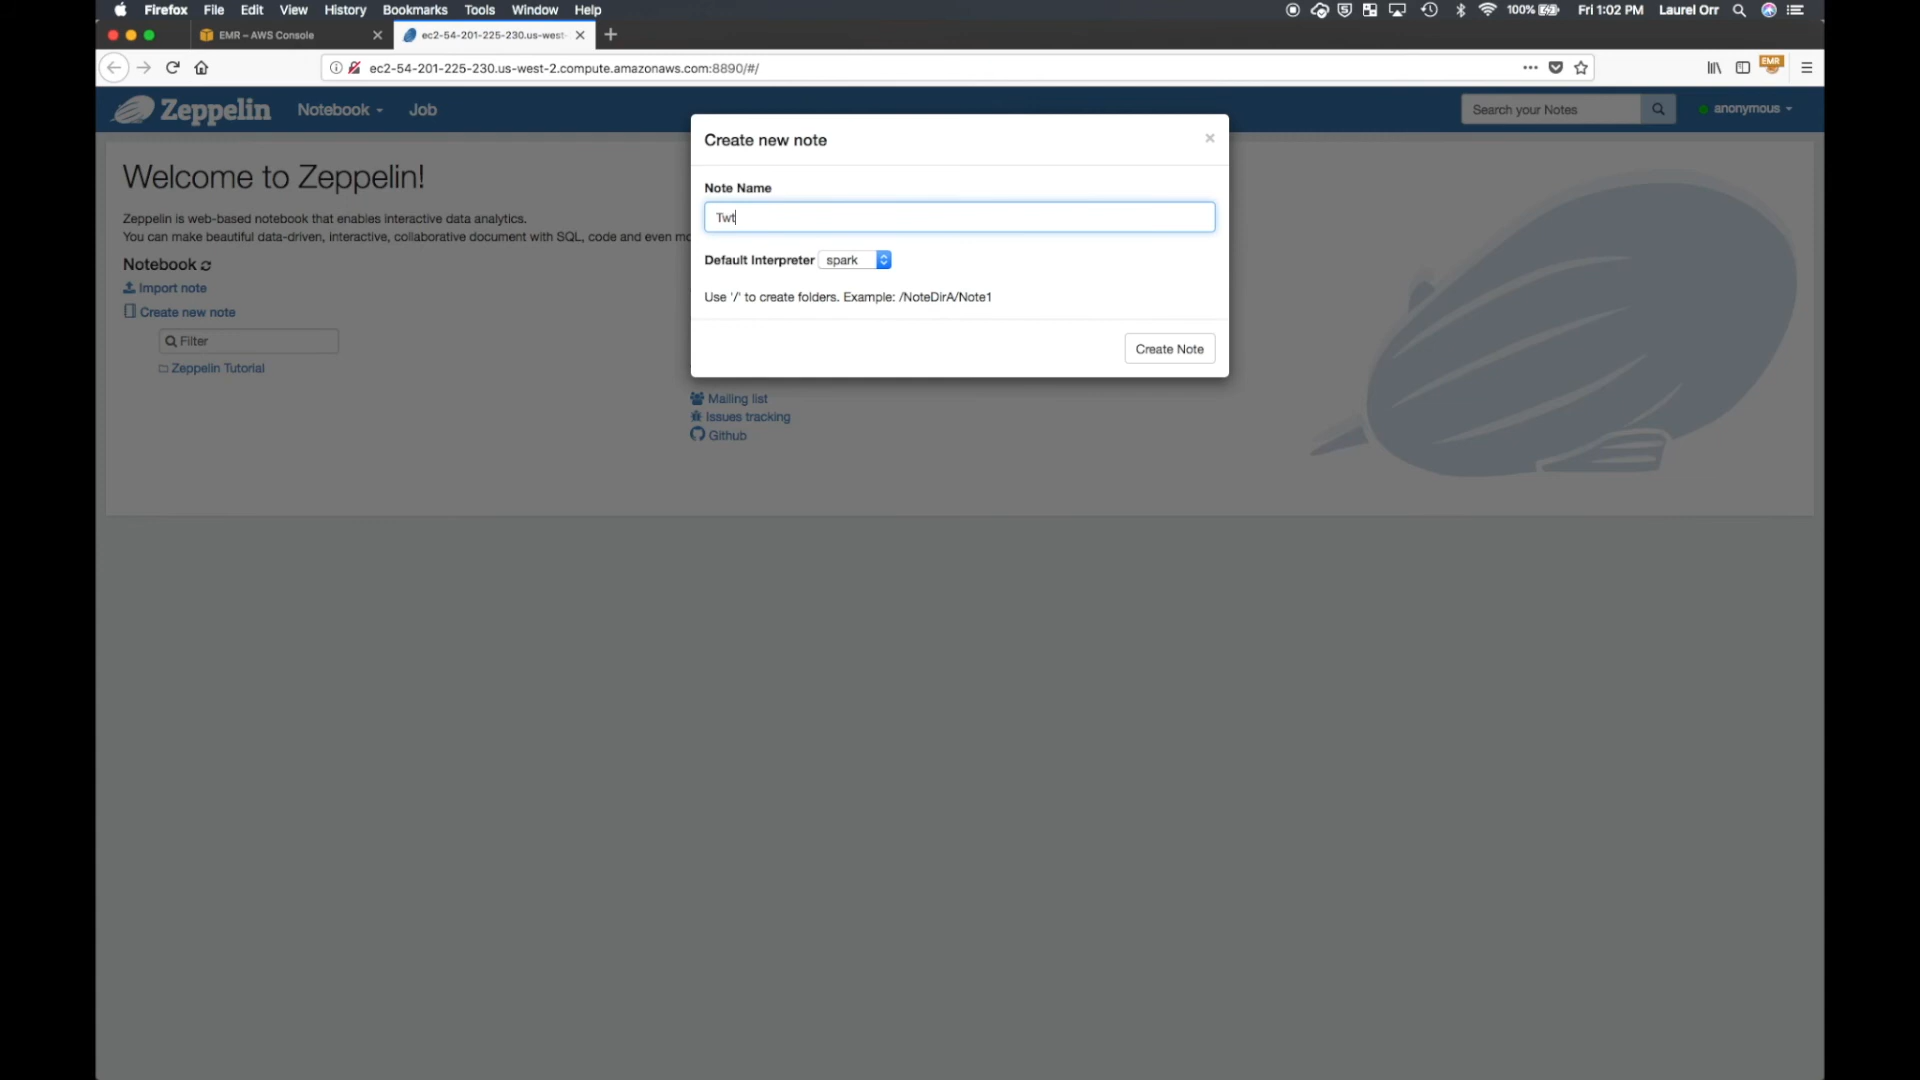 Firefox File Edit View History Bookmarks Tools Window Help 100% Fri 1:02 PM Laurel Orr
EMR – AWS Console
ec2-54-201-225-230.us-west-
ec2-54-201-225-230.us-west-2.compute.amazonaws.com:8890/#/
EMR
Zeppelin Notebook Job Search your Notes anonymous
Create new note
Note Name
Twt
Default Interpreter spark
Use '/' to create folders. Example: /NoteDirA/Note1
Create Note
Welcome to Zeppelin!
Zeppelin is web-based notebook that enables interactive data analytics.
You can make beautiful data-driven, interactive, collaborative document with SQL, code and even mo
Notebook
Import note
Create new note
Filter
Zeppelin Tutorial
Mailing list
Issues tracking
Github